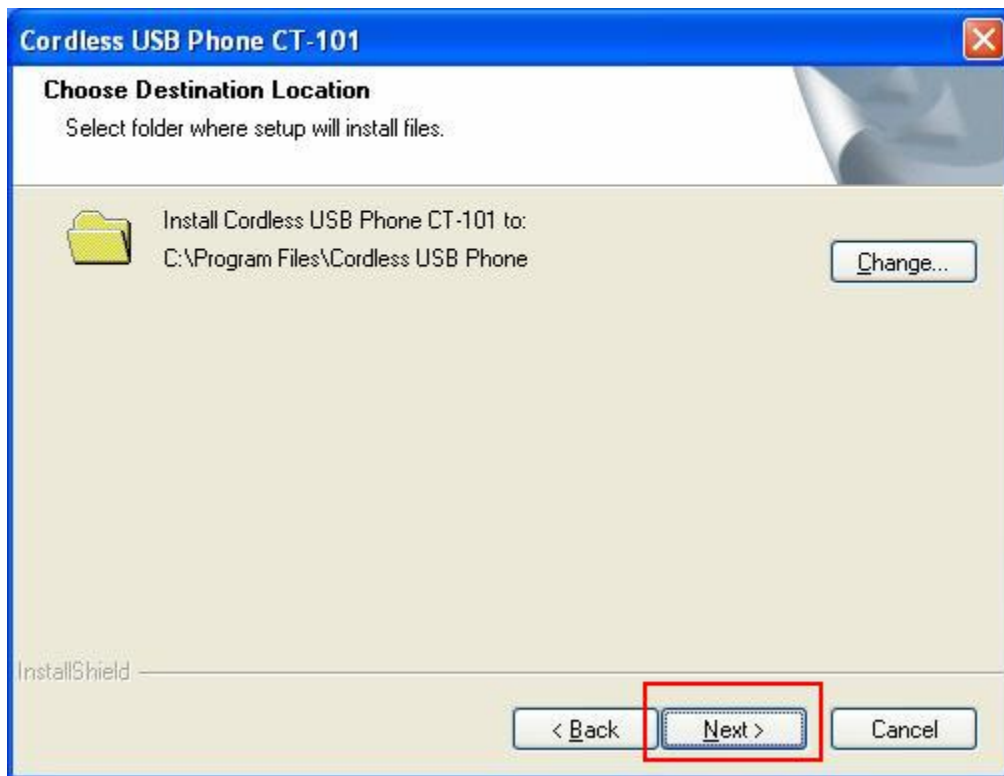 Cordless USB Phone CT-101
Choose Destination Location
Select folder where setup will install files.
Install Cordless USB Phone CT-101 to:
C:\Program Files\Cordless USB Phone
Change...
InstallShield
< Back
Next >
Cancel